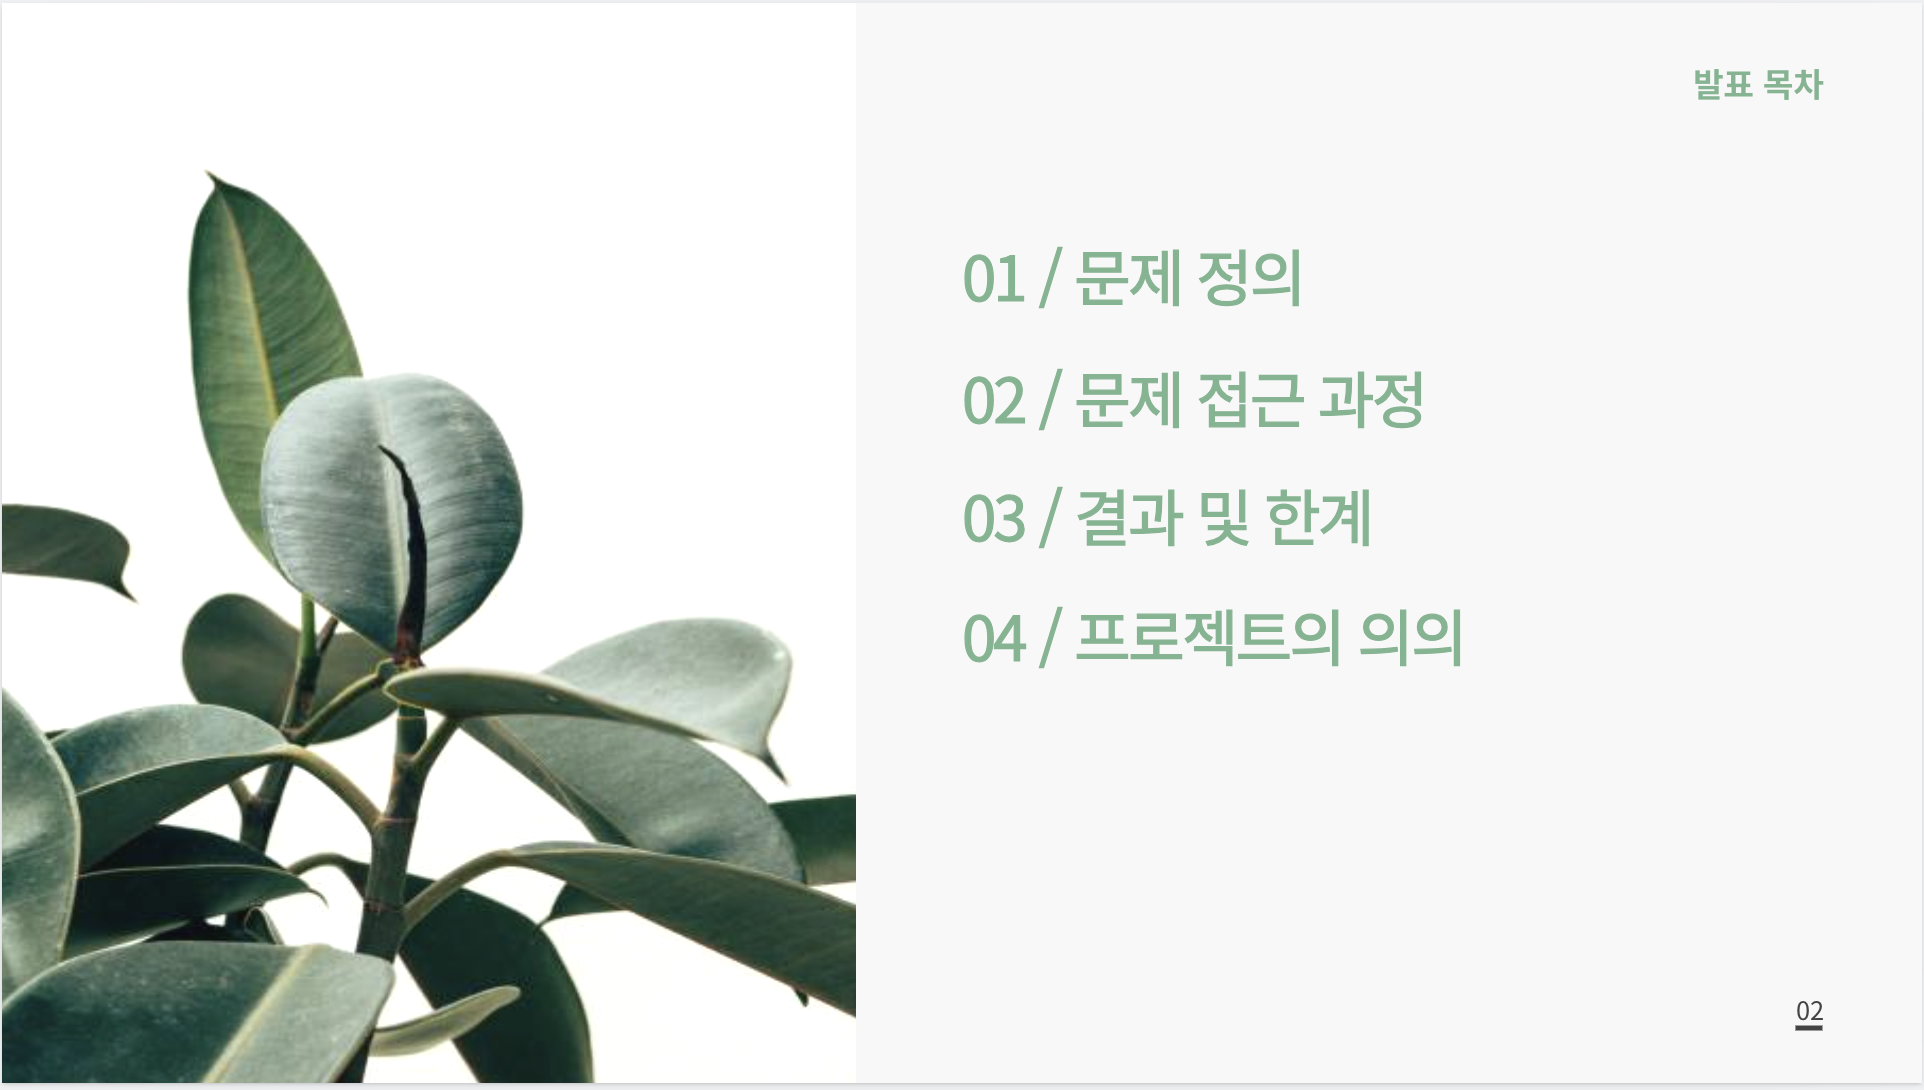 발표 목차
01 / 문제 정의
02 / 문제 접근 과정
03 / 결과 및 한계
04 / 프로젝트의 의의
02